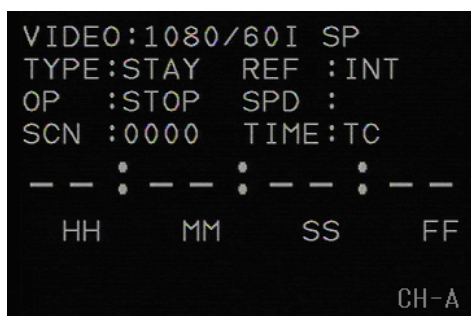 VIDEO:1080/60I SP
TYPE:STAY REF :INT
OP :STOP SPD :
SCN :0000 TIME:TC
--:--:--:--
HH MM SS FF
CH-A